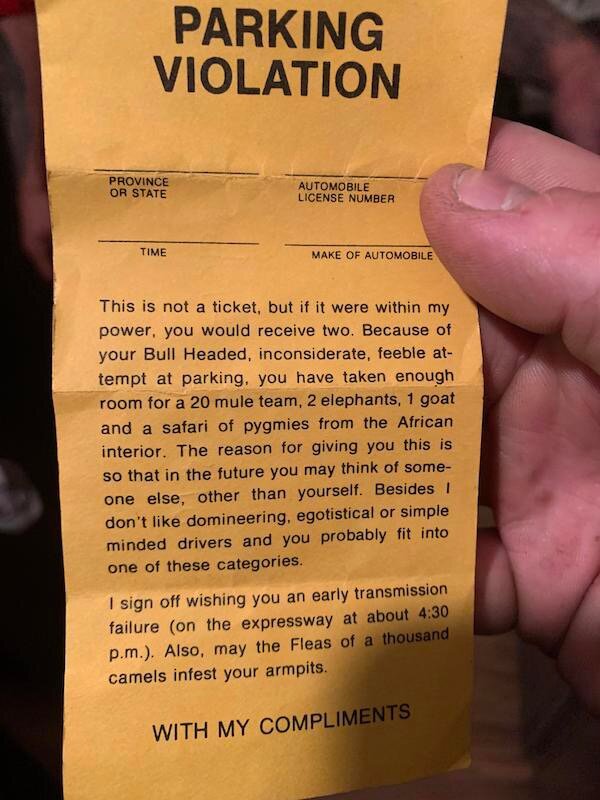 PARKING
VIOLATION
PROVINCE
OR STATE
AUTOMOBILE
LICENSE NUMBER
TIME
MAKE OF AUTOMOBILE
This is not a ticket, but if it were within my
power, you would receive two. Because of
your Bull Headed, inconsiderate, feeble at-
tempt at parking, you have taken enough
room for a 20 mule team, 2 elephants, 1 goat
and a safari of pygmies from the African
interior. The reason for giving you this is
so that in the future you may think of some-
one else, other than yourself. Besides I
don't like domineering, egotistical or simple
minded drivers and you probably fit into
one of these categories.
I sign off wishing you an early transmission
failure (on the expressway at about 4:30
p.m.). Also, may the Fleas of a thousand
camels infest your armpits.
WITH MY COMPLIMENTS